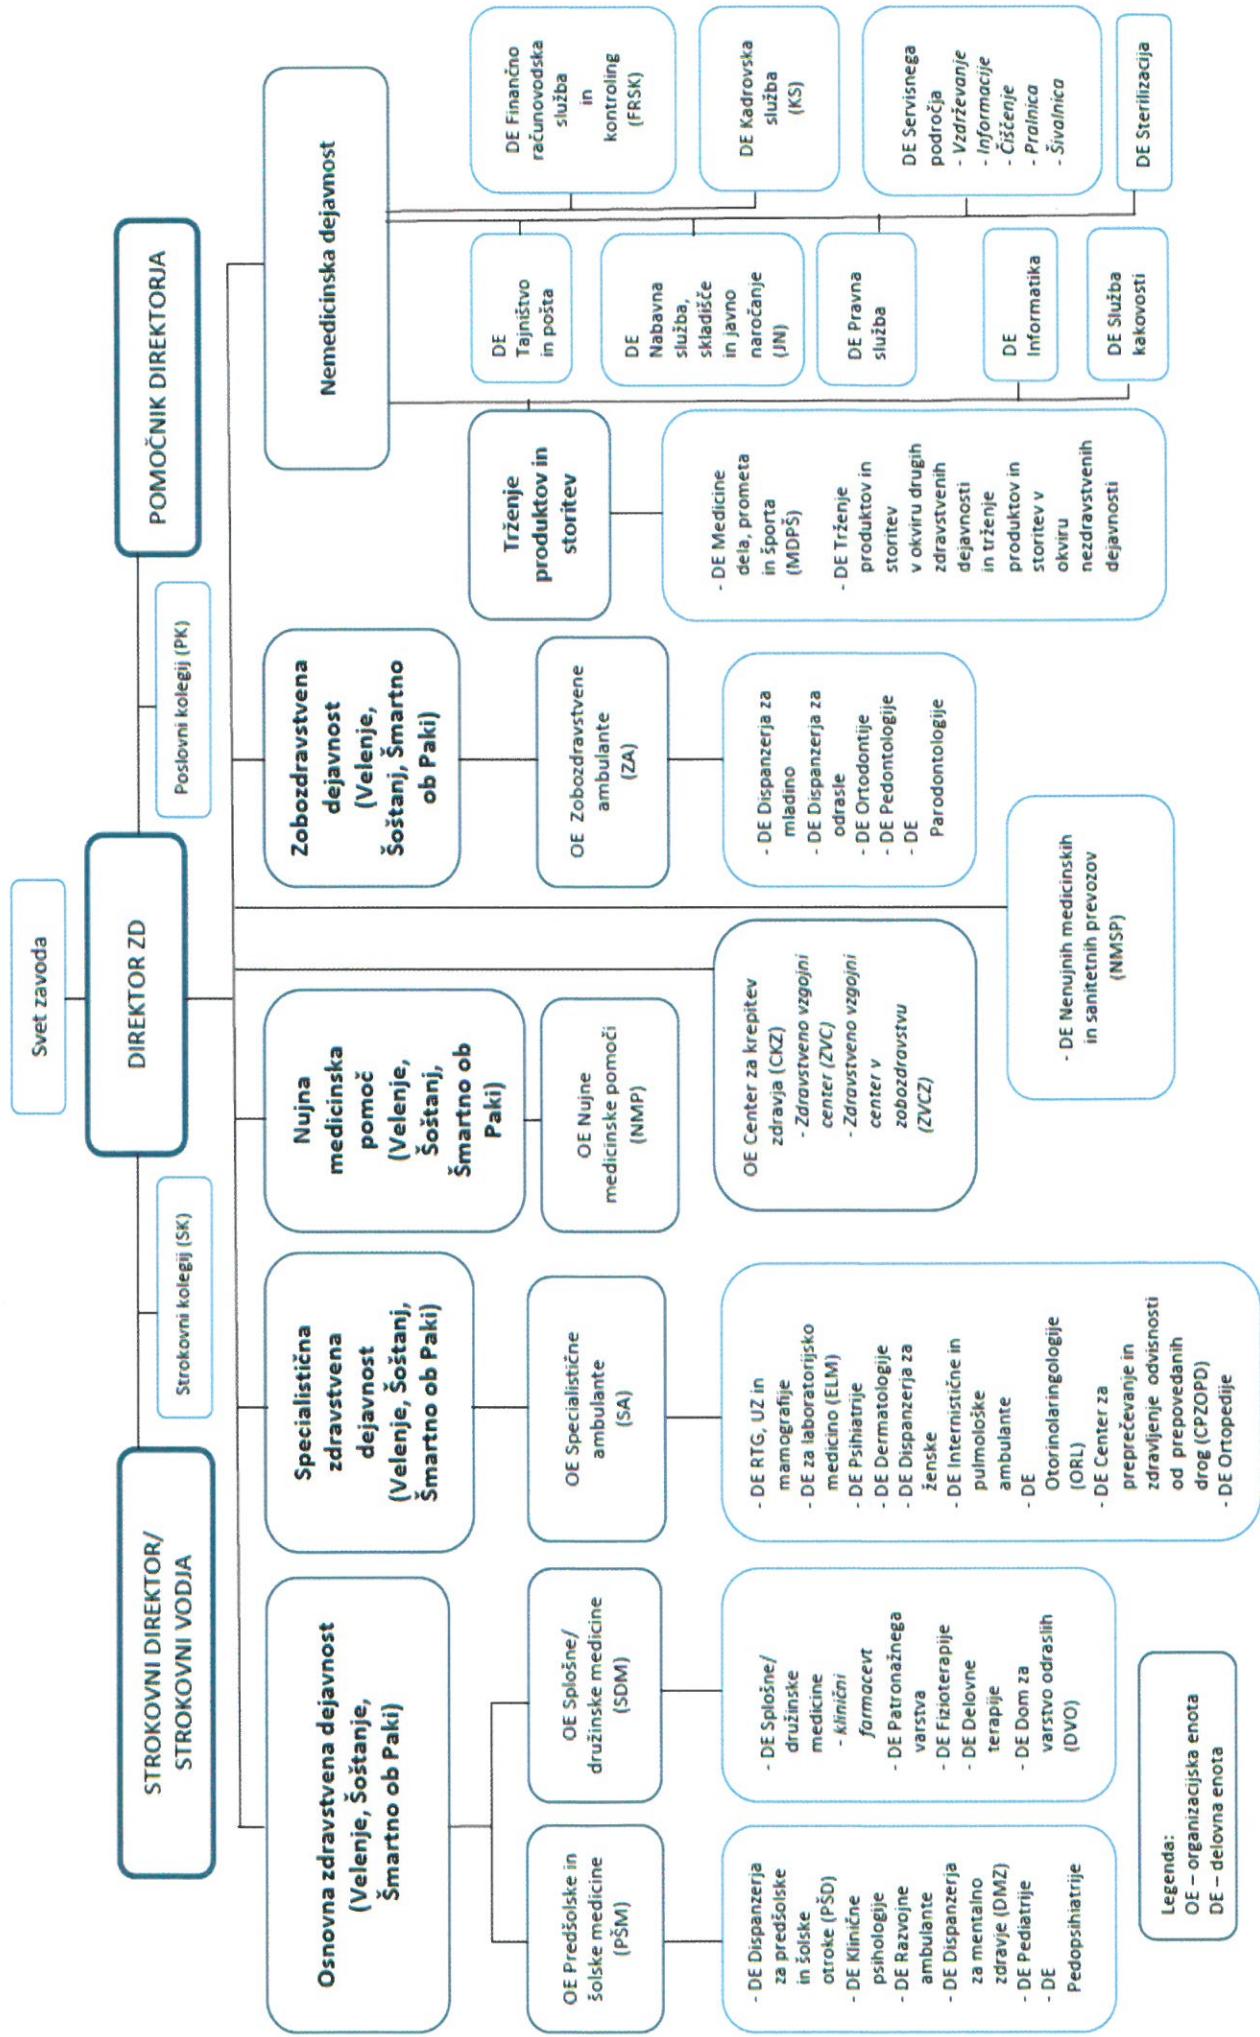 Svet zavoda
STROKOVNI DIREKTOR/
STROKOVNI VODJA
Strokovni kolegij (SK)
DIREKTOR ZD
Poslovni kolegij (PK)
POMOČNIK DIREKTORJA
Osnovna zdravstvena dejavnost
(Velenje, Šoštanje,
Šmartno ob Paki)
OE Predšolske in
šolske medicine
(PŠM)
- DE Dispanzerja
za predšolske
in šolske
otroke (PŠD)
- DE Klinične
psihologije
- DE Razvojne
ambulante
- DE Dispanzerja
za mentalno
zdravje (DMZ)
- DE Pediatrije
- DE
Pedopsihiatrije
OE Splošne/
družinske medicine
(SDM)
- DE Splošne/
družinske
medicine
- klinični
farmacevt
- DE Patronažnega
varstva
- DE Fizioterapije
- DE Delovne
terapije
- DE Dom za
varstvo odraslih
(DVO)
Specialistična
zdravstvena
dejavnost
(Velenje, Šoštanj,
Šmartno ob Paki)
OE Specialistične
ambulante
(SA)
- DE RTG, UZ in
mamografije
- DE za laboratorijsko
medicino (ELM)
- DE Psihiatrije
- DE Dermatologije
- DE Dispanzerja za
ženske
- DE Internistične in
pulmološke
ambulante
- DE
Otorinolaringologije
(ORL)
- DE Center za
preprečevanje in
zdravljenje odvisnosti
od prepovedanih
drog (CPZOPD)
- DE Ortopedije
Nujna
medicinska
pomoč
(Velenje,
Šoštanj,
Šmartno ob
Paki)
OE Nujne
medicinske pomoči
(NMP)
OE Center za krepitev
zdravja (CKZ)
- Zdravstveno vzgojni
center (ZVC)
- Zdravstveno vzgojni
center v
zobozdravstvu
(ZVCZ)
- DE Nenujnih medicinskih
in sanitetnih prevozov
(NMSP)
Zobozdravstvena
dejavnost
(Velenje,
Šoštanj, Šmartno
ob Paki)
OE Zobozdravstvene
ambulante
(ZA)
- DE Dispanzerja za
mladino
- DE Dispanzerja za
odrasle
- DE Ortodontije
- DE Pedontologije
- DE
Parodontologije
Nemedicinska dejavnost
Trženje
produktov in
storitev
- DE Medicine
dela, prometa
in športa
(MDPŠ)
- DE Trženje
produktov in
storitev
v okviru drugih
zdravstvenih
dejavnosti
in trženje
produktov in
storitev v
okviru
nezdravstvenih
dejavnosti
DE
Tajništvo
in pošta
DE
Nabavna
služba,
skladišče
in javno
naročanje
(JN)
DE Pravna
služba
DE
Informatika
DE Služba
kakovosti
DE Finančno
računovodska
služba
in
kontroling
(FRSK)
DE Kadrovska
služba
(KS)
DE Servisnega
področja
- Vzdrževanje
- Informacije
- Čiščenje
- Pralnica
- Šivalnica
DE Sterilizacija
Legenda:
OE – organizacijska enota
DE – delovna enota